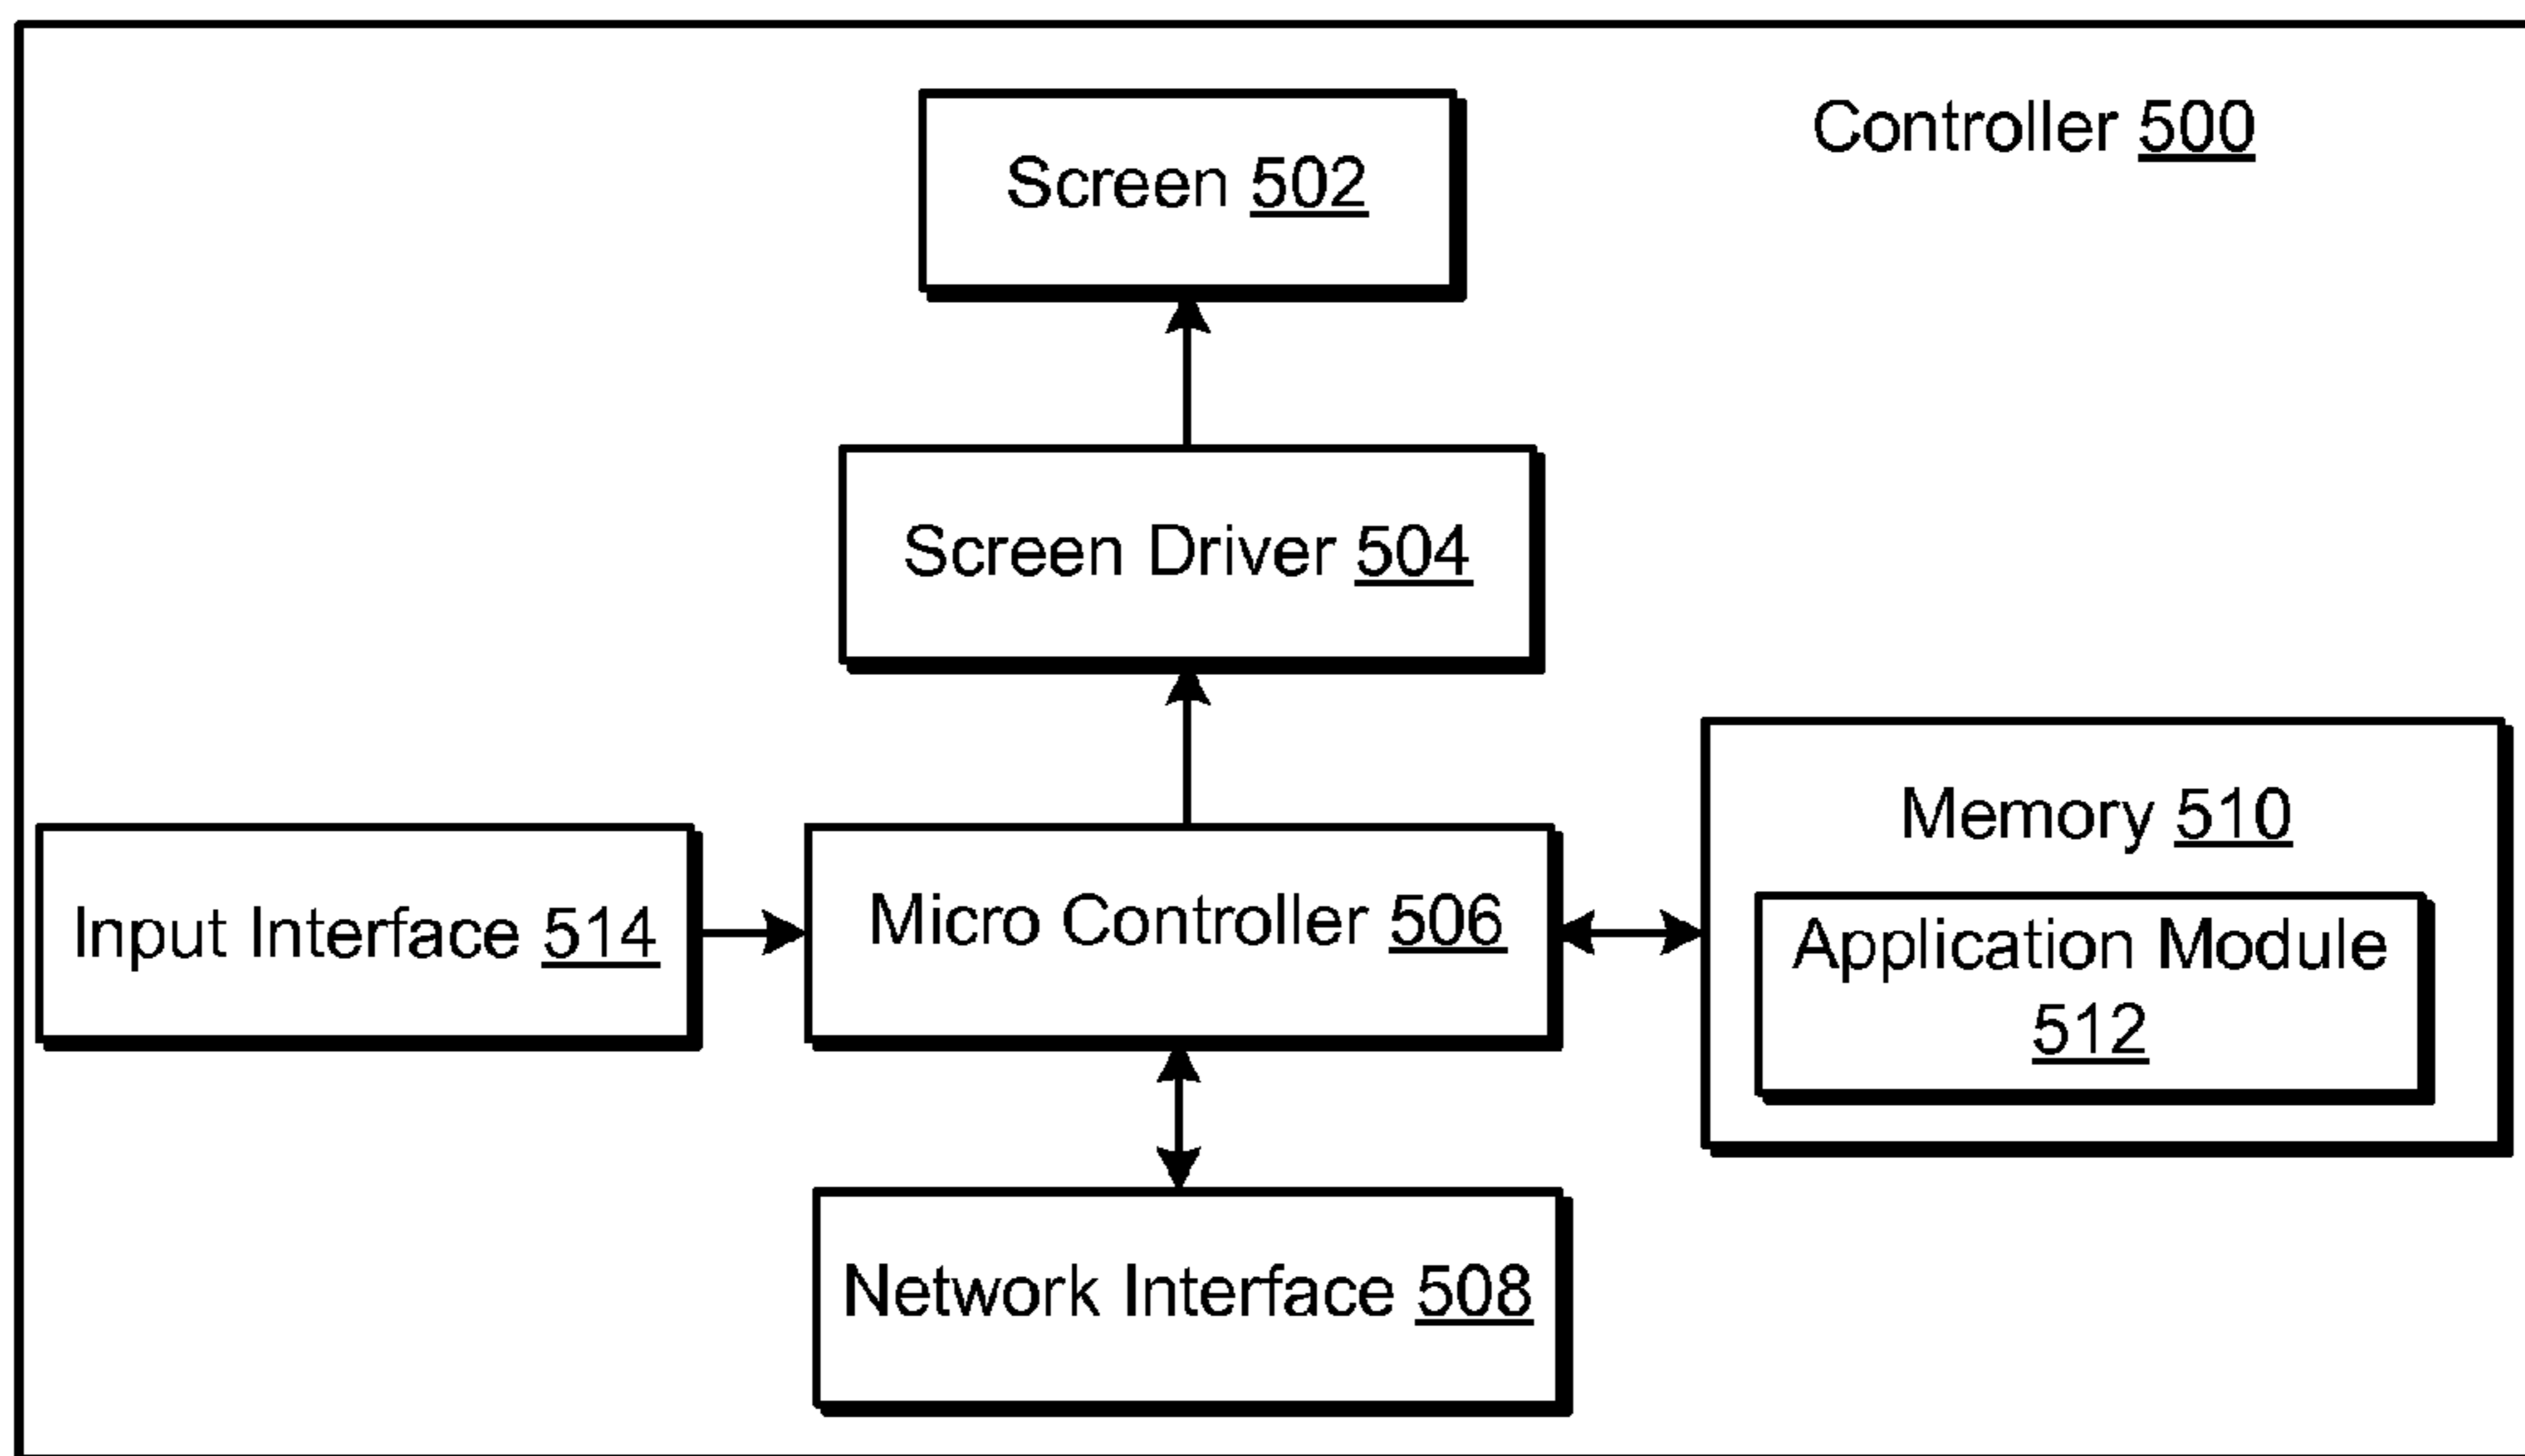 Controller 500
Screen 502
Screen Driver 504
Memory 510
Input Interface 514
Micro Controller 506
Application Module
512
Network Interface 508